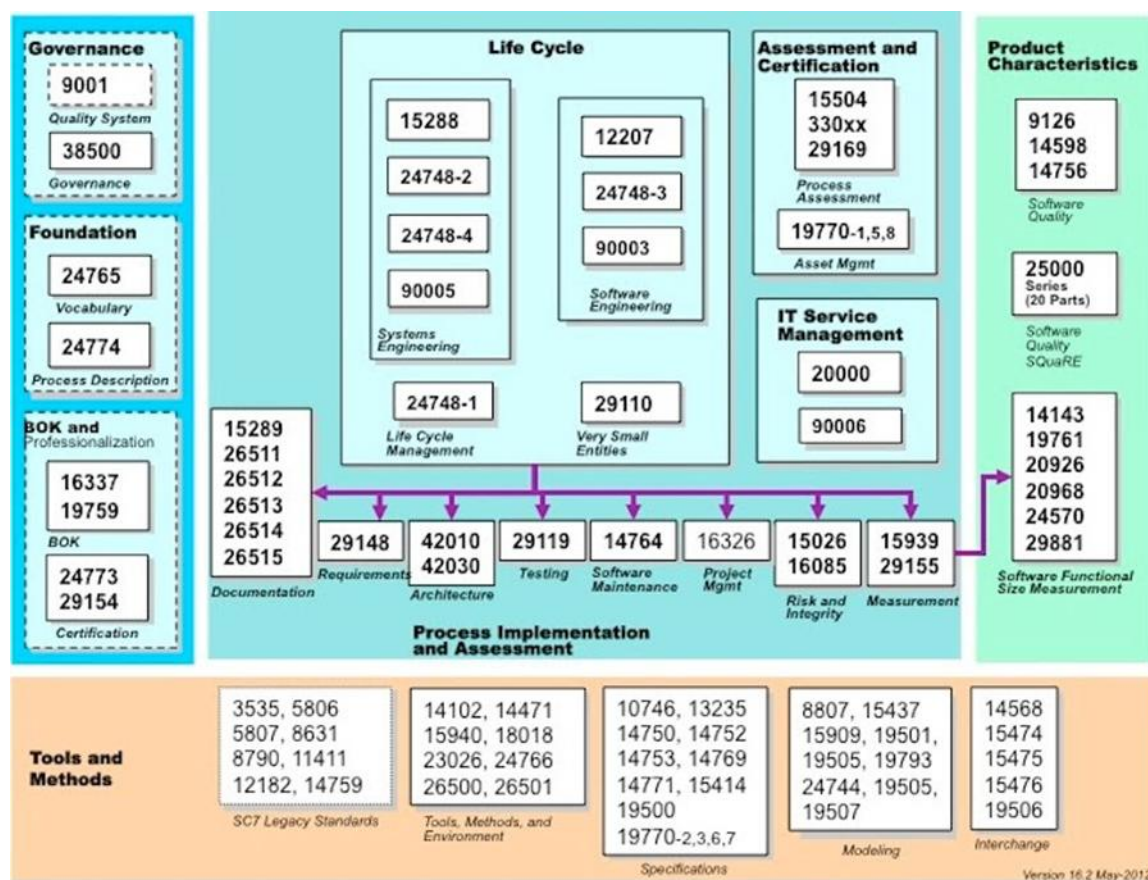 Governance
9001
Quality System
38500
Governance
Foundation
24765
Vocabulary
24774
Process Description
BOK and
Professionalization
16337
19759
BOK
24773
29154
Certification
Life Cycle
15288
24748-2
24748-4
90005
Systems
Engineering
12207
24748-3
90003
Software
Engineering
24748-1
Life Cycle
Management
29110
Very Small
Entities
Assessment and
Certification
15504
330xx
29169
Process
Assessment
19770-1,5,8
Asset Mgmt
IT Service
Management
20000
90006
15289
26511
26512
26513
26514
26515
Documentation
29148
Requirements
42010
42030
Architecture
29119
Testing
14764
Software
Maintenance
16326
Project
Mgmt
15026
16085
Risk and
Integrity
15939
29155
Measurement
Process Implementation
and Assessment
Product
Characteristics
9126
14598
14756
Software
Quality
25000
Series
(20 Parts)
Software
Quality
SQuaRE
14143
19761
20926
20968
24570
29881
Software Functional
Size Measurement
Tools and
Methods
3535, 5806
5807, 8631
8790, 11411
12182, 14759
SC7 Legacy Standards
14102, 14471
15940, 18018
23026, 24766
26500, 26501
Tools, Methods, and
Environment
10746, 13235
14750, 14752
14753, 14769
14771, 15414
19500
19770-2,3,6,7
Specifications
8807, 15437
15909, 19501,
19505, 19793
24744, 19505,
19507
Modeling
14568
15474
15475
15476
19506
Interchange
Version 16.2 May-201